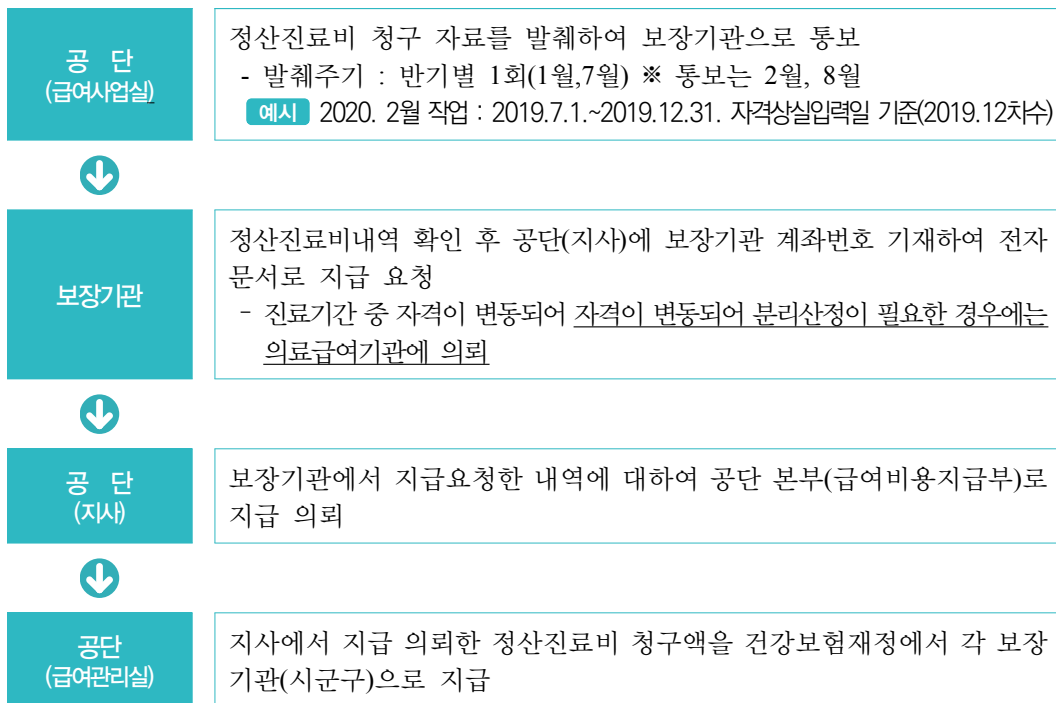 공 단
(급여사업실)
정산진료비 청구 자료를 발췌하여 보장기관으로 통보
- 발췌주기 : 반기별 1회(1월,7월) ※ 통보는 2월, 8월
예시 2020. 2월 작업 : 2019.7.1.~2019.12.31. 자격상실입력일 기준(2019.12차수)
보장기관
정산진료비내역 확인 후 공단(지사)에 보장기관 계좌번호 기재하여 전자
문서로 지급 요청
- 진료기간 중 자격이 변동되어 자격이 변동되어 분리산정이 필요한 경우에는
의료급여기관에 의뢰
공 단
(지사)
보장기관에서 지급요청한 내역에 대하여 공단 본부(급여비용지급부)로
지급 의뢰
공단
(급여관리실)
지사에서 지급 의뢰한 정산진료비 청구액을 건강보험재정에서 각 보장
기관(시군구)으로 지급